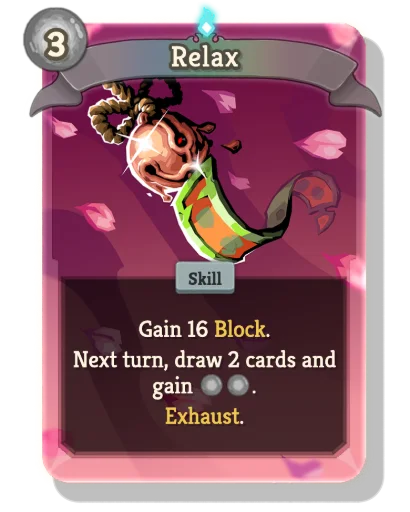 3
Relax
Skill
Gain 16 Block.
Next turn, draw 2 cards and
gain .
Exhaust.